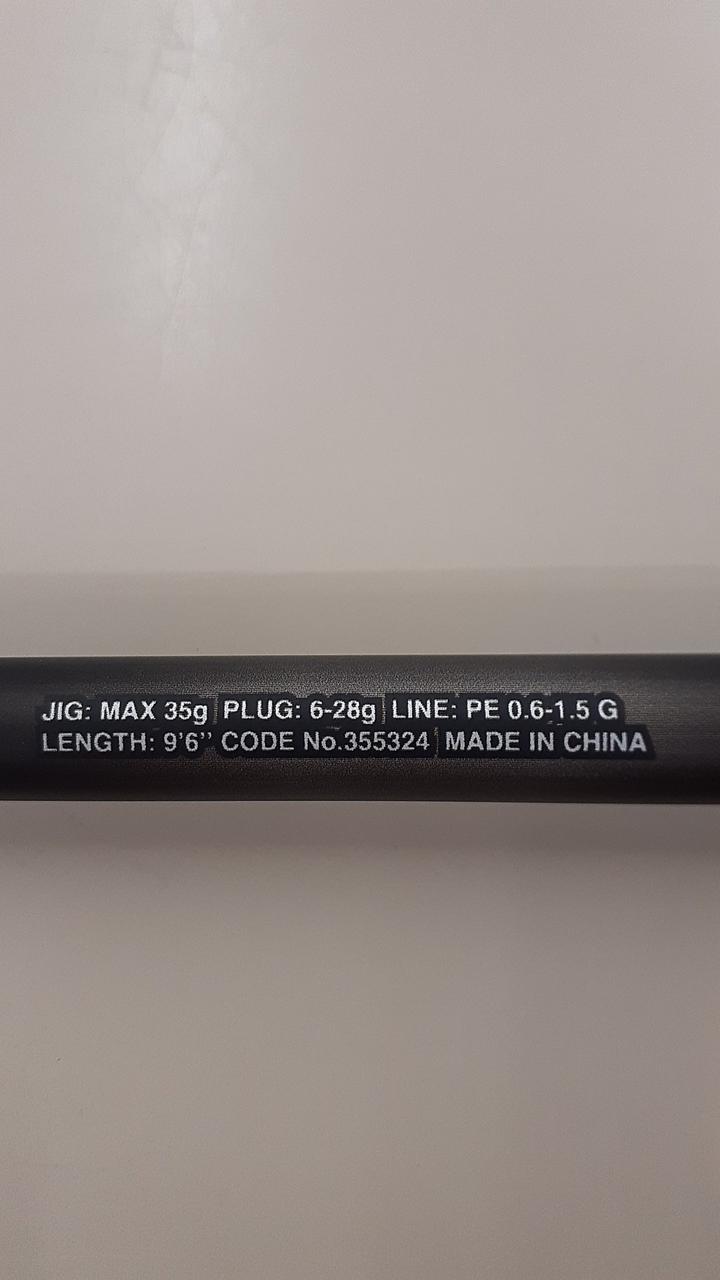 JIG: MAX 35g PLUG: 6-28g LINE: PE 0.6-1.5 G
LENGTH: 9'6'' CODE No.355324 MADE IN CHINA